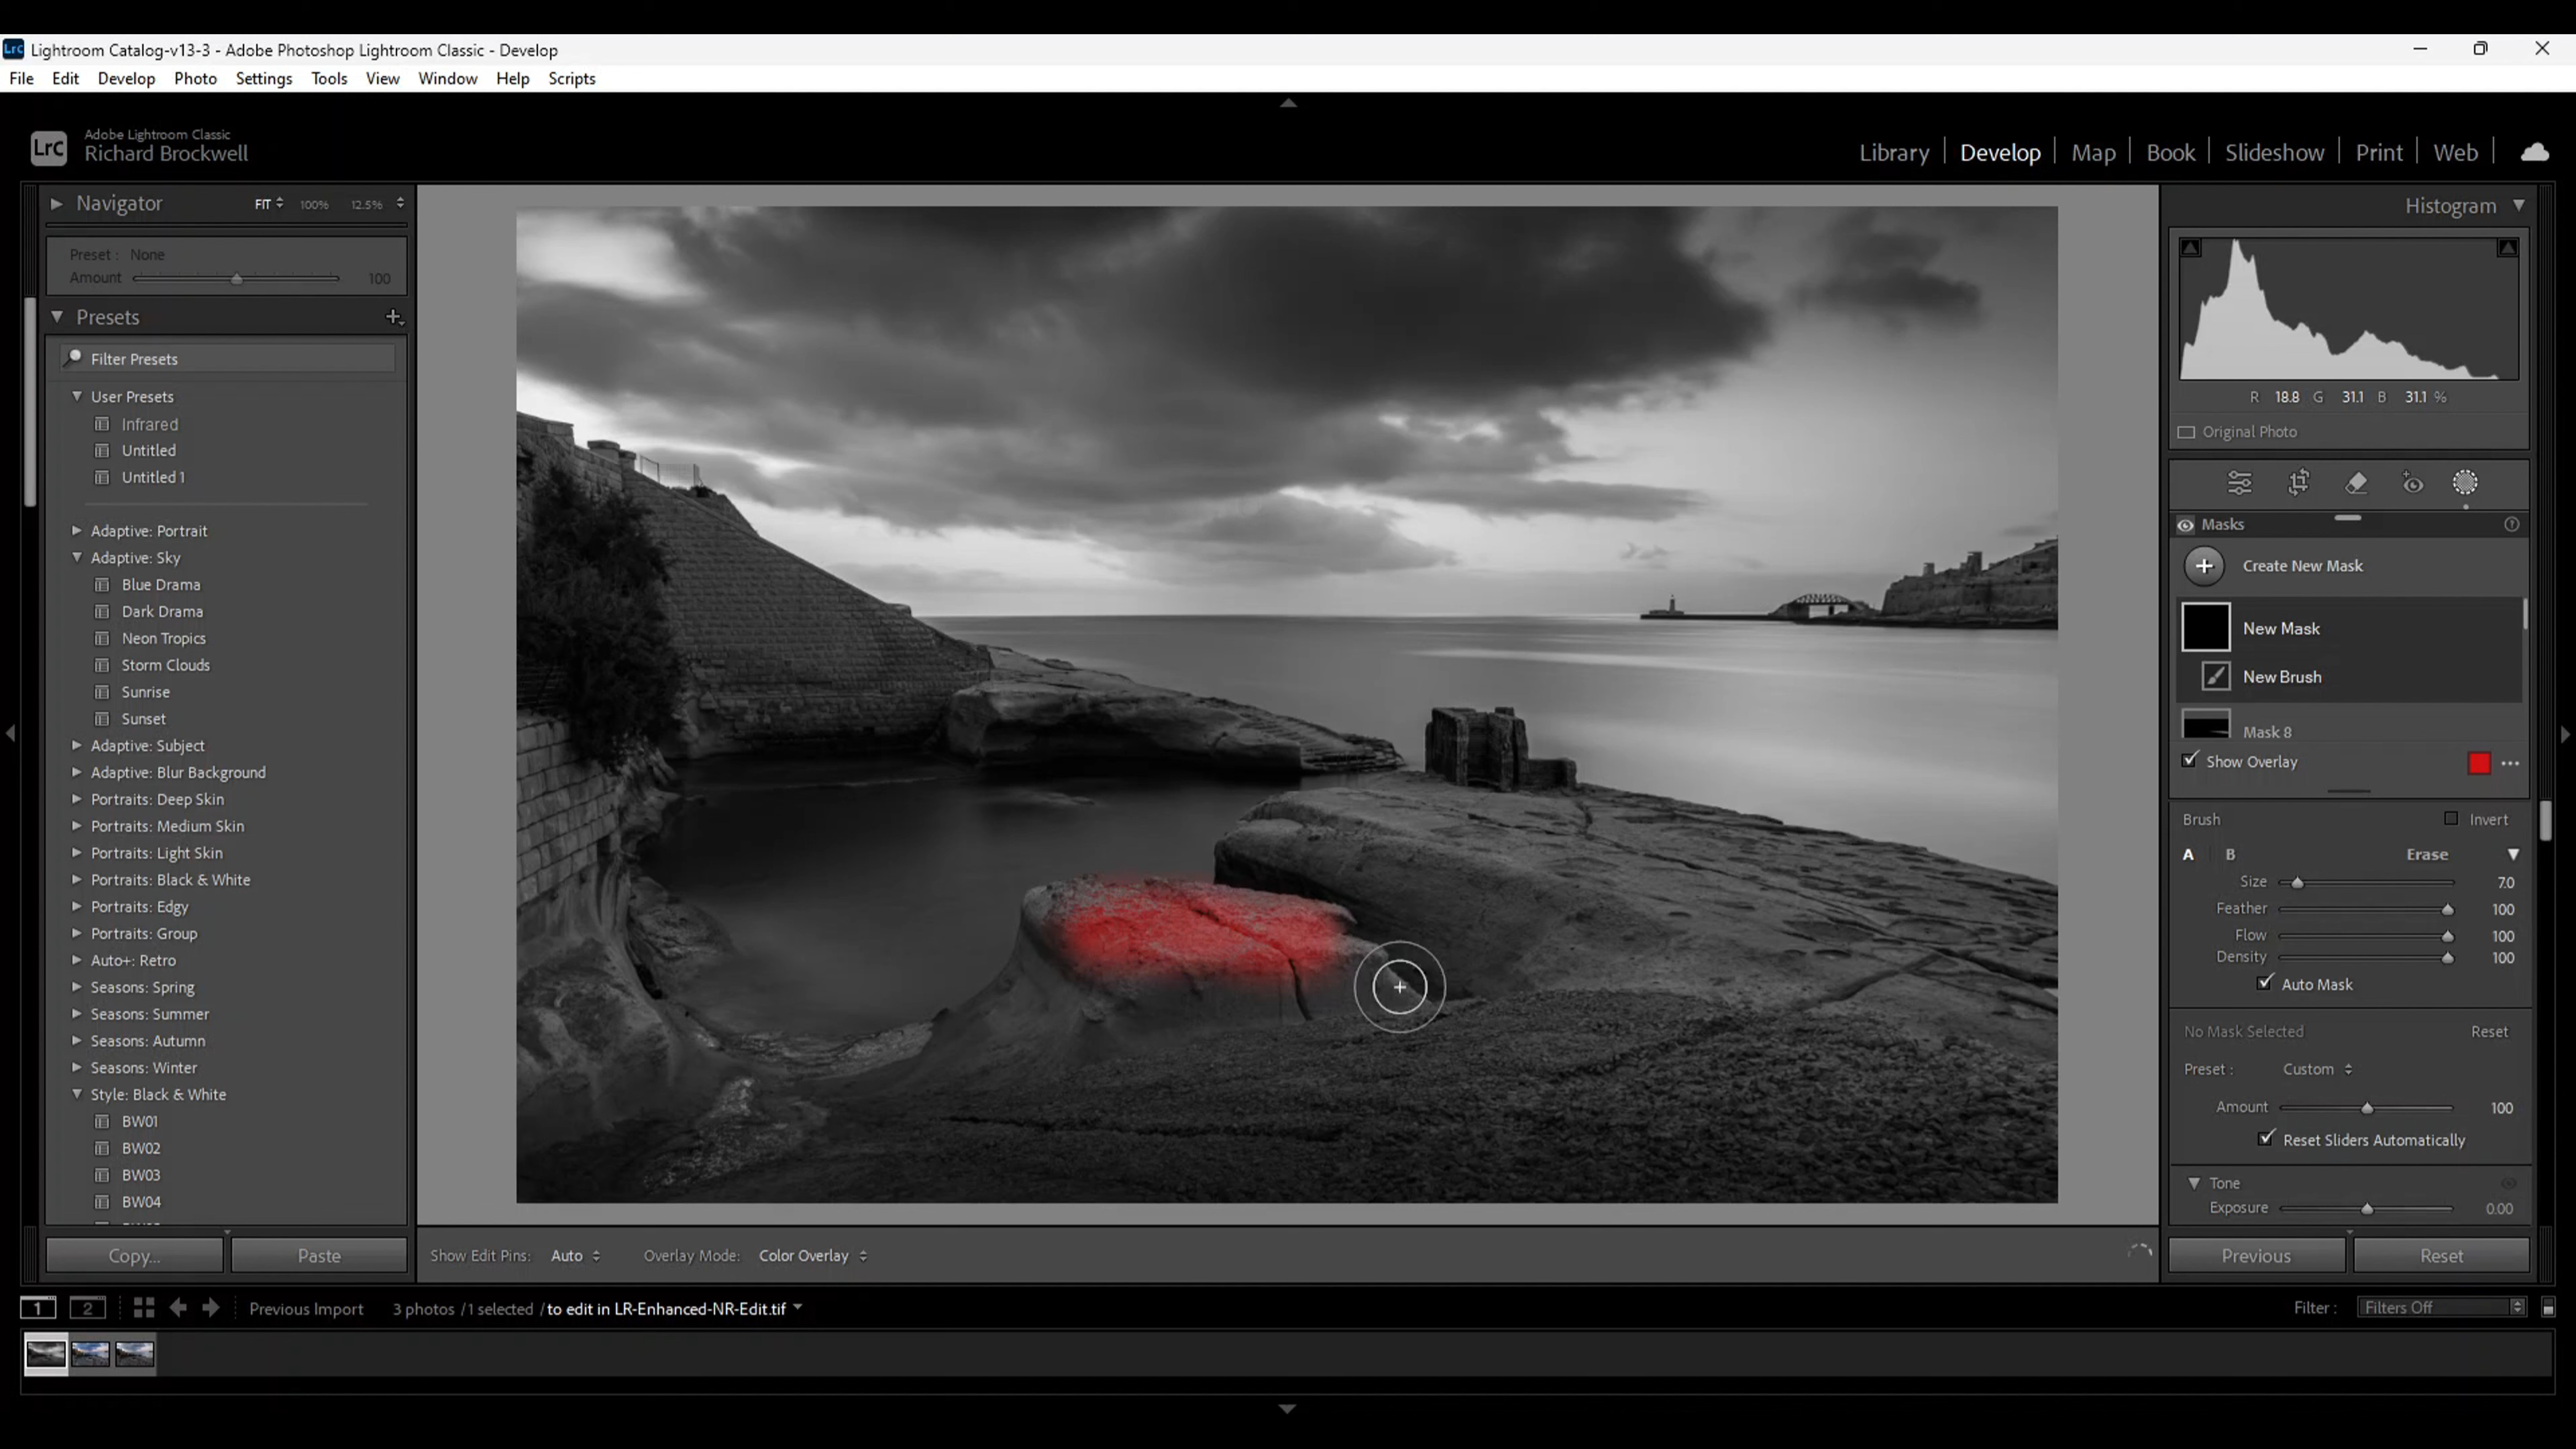 Lrc Lightroom Catalog-v13-3 - Adobe Photoshop Lightroom Classic - Develop
File Edit Develop Photo Settings Tools View Window Help Scripts
LrC
Adobe Lightroom Classic
Richard Brockwell
Library Develop Map Book Slideshow Print Web
Navigator FIT 100% 12.5%
Preset : None
Amount 100
Presets
Filter Presets
User Presets
Infrared
Untitled
Untitled 1
Adaptive: Portrait
Adaptive: Sky
Blue Drama
Dark Drama
Neon Tropics
Storm Clouds
Sunrise
Sunset
Adaptive: Subject
Adaptive: Blur Background
Portraits: Deep Skin
Portraits: Medium Skin
Portraits: Light Skin
Portraits: Black & White
Portraits: Edgy
Portraits: Group
Auto+: Retro
Seasons: Spring
Seasons: Summer
Seasons: Autumn
Seasons: Winter
Style: Black & White
BW01
BW02
BW03
BW04
Copy... Paste
Show Edit Pins: Auto Overlay Mode: Color Overlay
Histogram
R 18.8 G 31.1 B 31.1 %
Original Photo
Masks
Create New Mask
New Mask
New Brush
Mask 8
Show Overlay
Brush Invert
A B Erase
Size 7.0
Feather 100
Flow 100
Density 100
Auto Mask
No Mask Selected Reset
Preset : Custom
Amount 100
Reset Sliders Automatically
Tone
Exposure 0.00
Previous Reset
1 2 Previous Import 3 photos /1 selected /to edit in LR-Enhanced-NR-Edit.tif
Filter : Filters Off